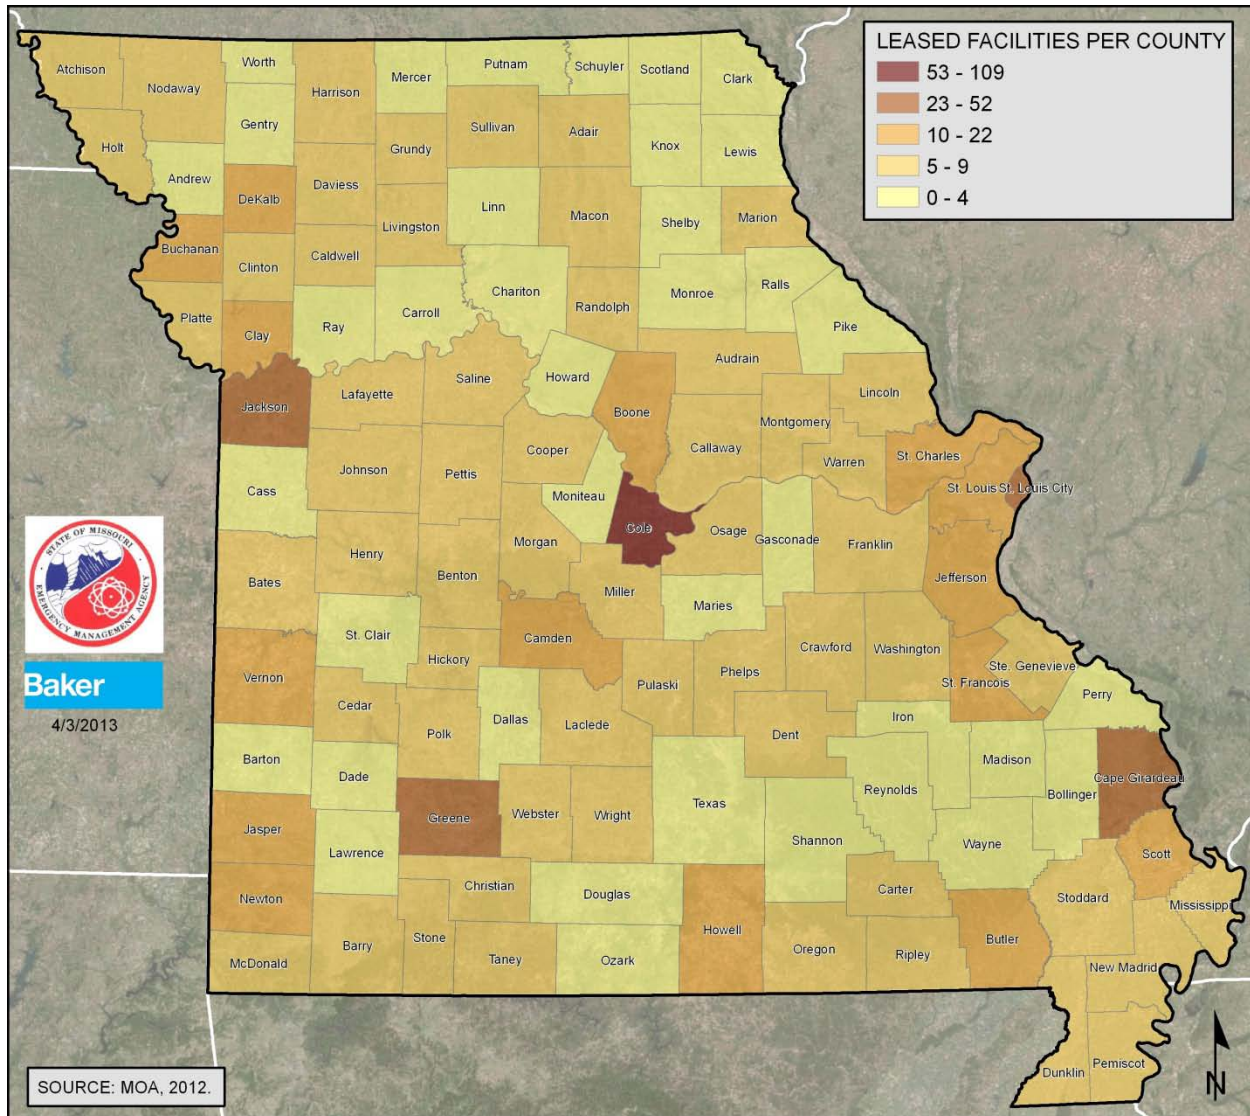 LEASED FACILITIES PER COUNTY
53 - 109
23 - 52
10 - 22
5 - 9
0 - 4
Atchison
Nodaway
Worth
Harrison
Mercer
Putnam
Schuyler
Scotland
Clark
Gentry
Holt
Andrew
DeKalb
Daviess
Grundy
Sullivan
Adair
Knox
Lewis
Buchanan
Clinton
Caldwell
Livingston
Linn
Macon
Shelby
Marion
Platte
Clay
Ray
Carroll
Chariton
Randolph
Monroe
Ralls
Pike
Jackson
Lafayette
Saline
Howard
Boone
Audrain
Lincoln
Cass
Johnson
Pettis
Cooper
Moniteau
Cole
Callaway
Montgomery
Warren
St. Charles
St. Louis
St. Louis City
Bates
Henry
Benton
Morgan
Miller
Osage
Gasconade
Franklin
Jefferson
Maries
St. Clair
Camden
Hickory
Vernon
Cedar
Polk
Dallas
Laclede
Pulaski
Phelps
Crawford
Washington
Ste. Genevieve
St. Francois
Perry
Barton
Dade
Dent
Iron
Reynolds
Madison
Bollinger
Cape Girardeau
Jasper
Lawrence
Greene
Webster
Wright
Texas
Shannon
Wayne
Scott
Newton
Christian
Douglas
Howell
Carter
Stoddard
Mississippi
McDonald
Barry
Stone
Taney
Ozark
Oregon
Ripley
Butler
New Madrid
Dunklin
Pemiscot
STATE OF MISSOURI
EMERGENCY MANAGEMENT AGENCY
Baker
4/3/2013
SOURCE: MOA, 2012.
N